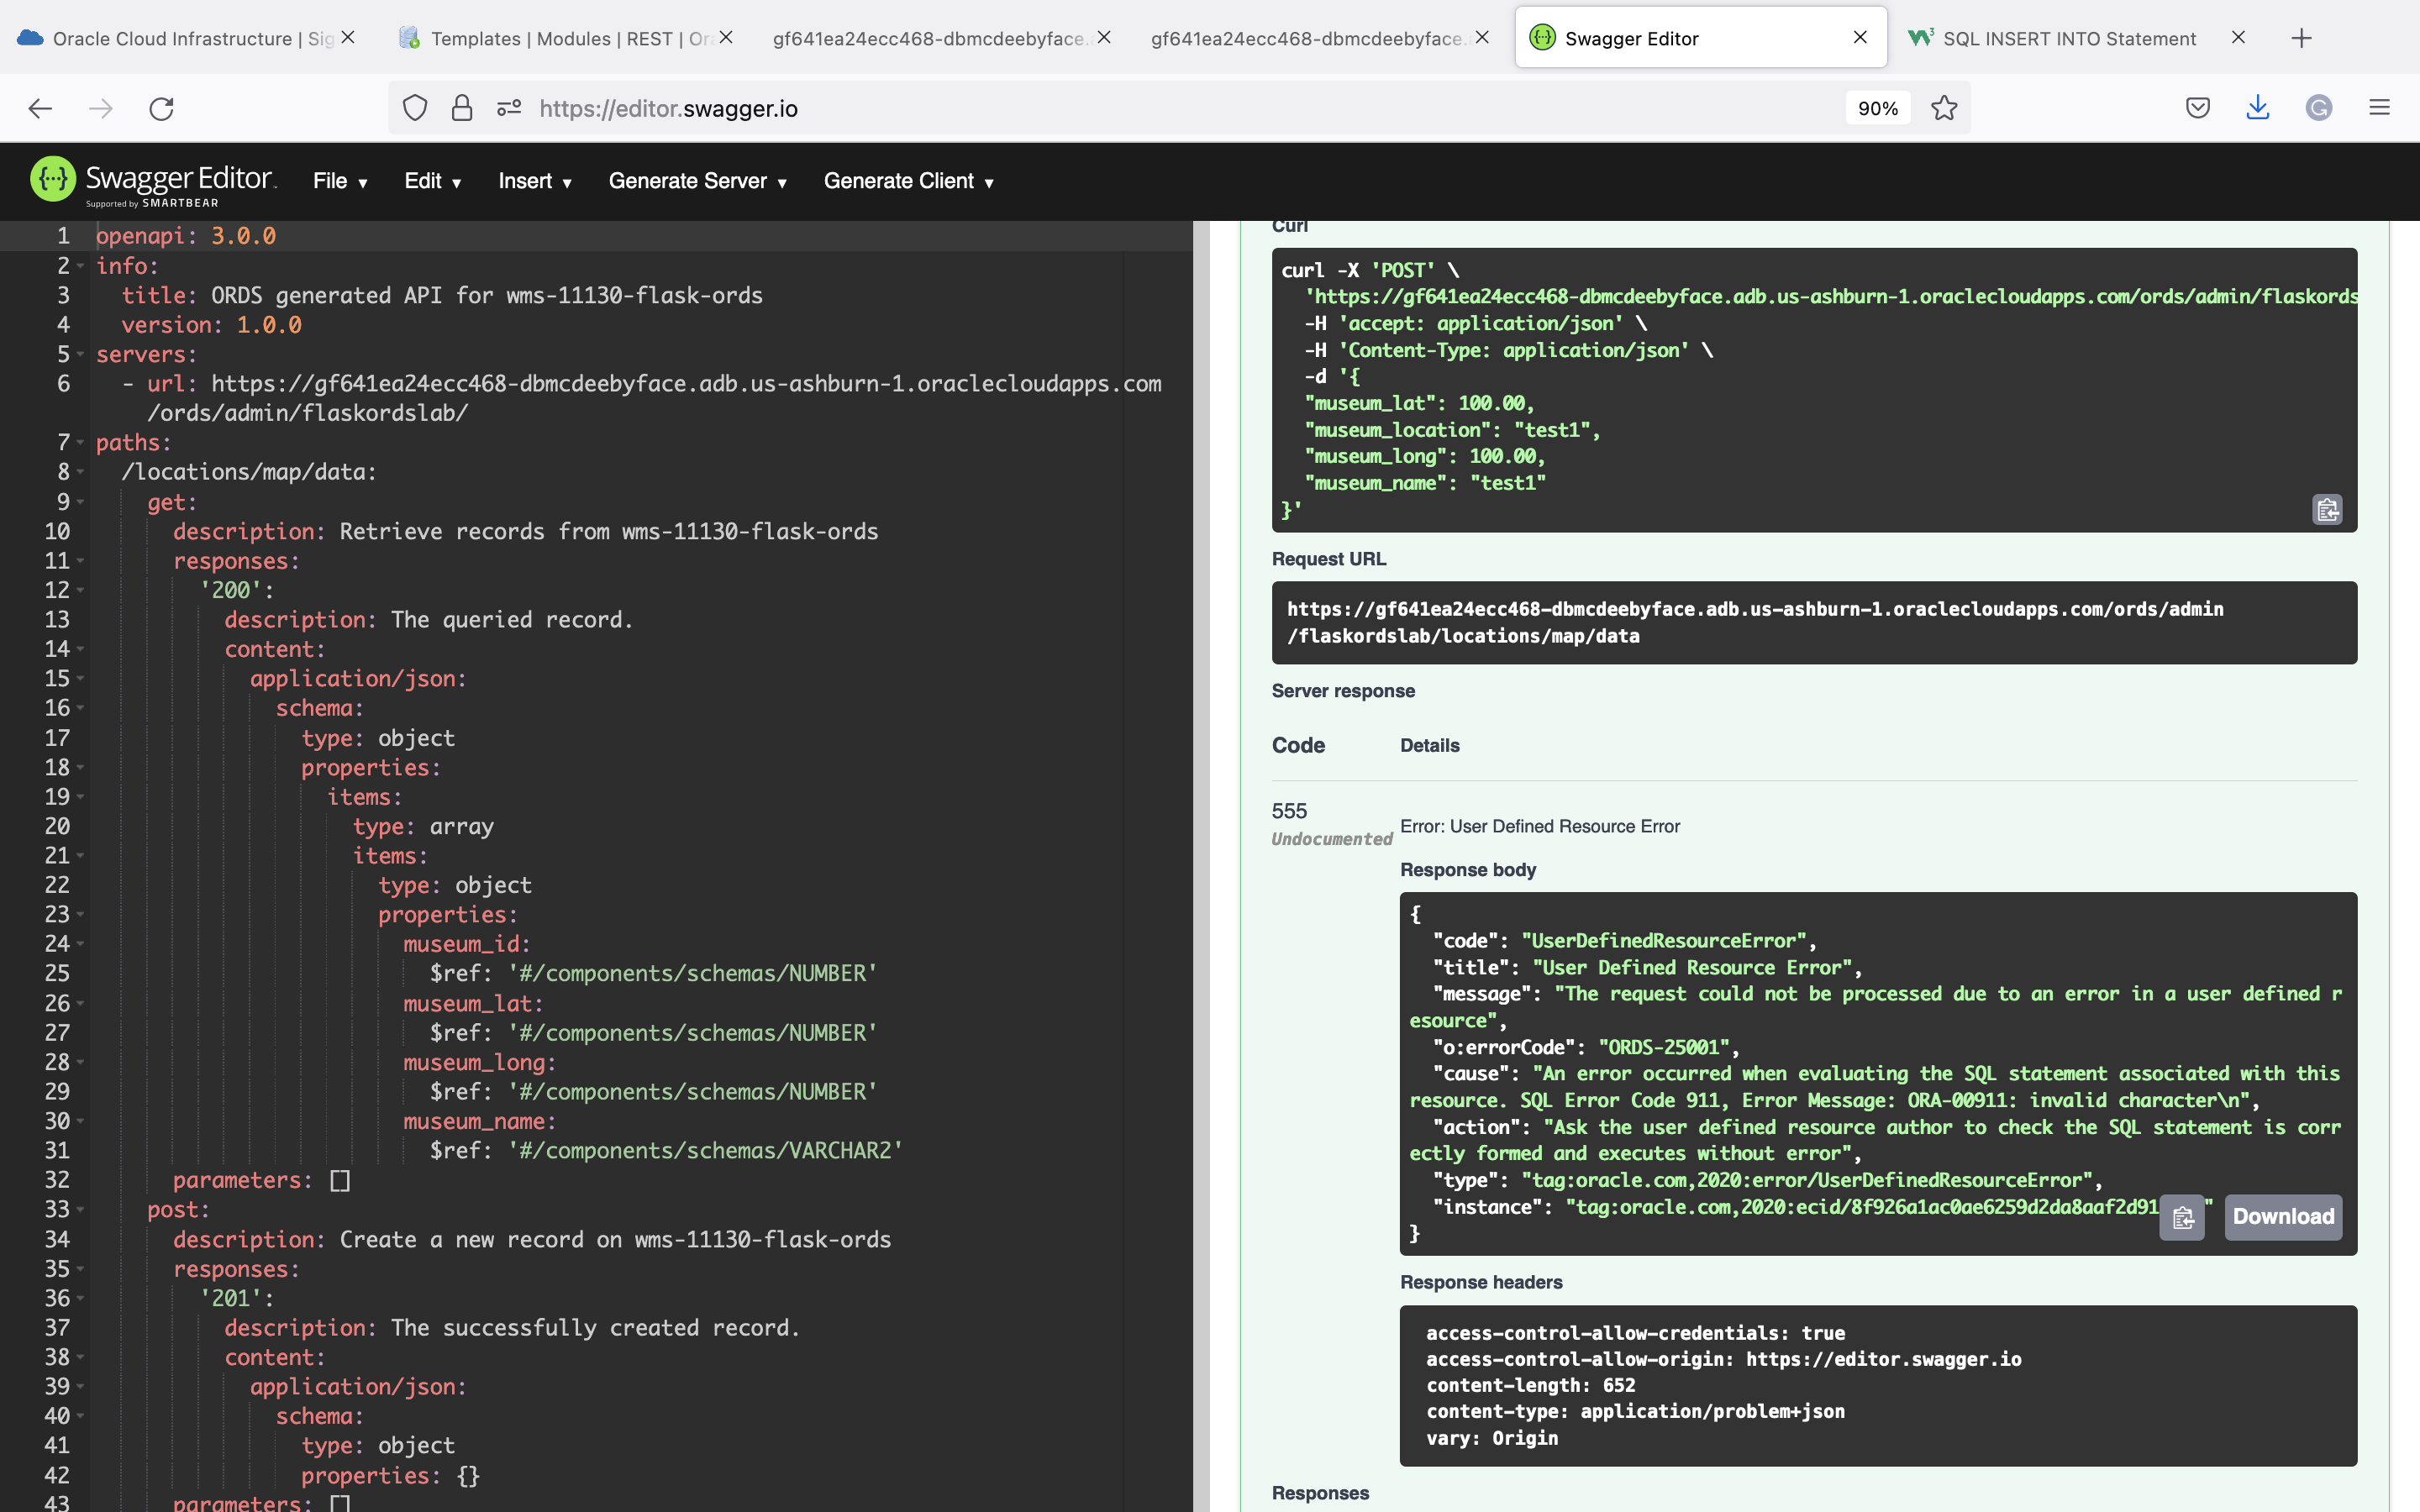 Oracle Cloud Infrastructure | Sig
Templates | Modules | REST | Or
gf641ea24ecc468-dbmcdeebyface.
gf641ea24ecc468-dbmcdeebyface.
Swagger Editor
W3 SQL INSERT INTO Statement
https://editor.swagger.io
90%
Swagger Editor
Supported by SMARTBEAR
File
Edit
Insert
Generate Server
Generate Client
1 openapi: 3.0.0
2 info:
3 title: ORDS generated API for wms-11130-flask-ords
4 version: 1.0.0
5 servers:
6 - url: https://gf641ea24ecc468-dbmcdeebyface.adb.us-ashburn-1.oraclecloudapps.com
/ords/admin/flaskordslab/
7 paths:
8 /locations/map/data:
9 get:
10 description: Retrieve records from wms-11130-flask-ords
11 responses:
12 '200':
13 description: The queried record.
14 content:
15 application/json:
16 schema:
17 type: object
18 properties:
19 items:
20 type: array
21 items:
22 type: object
23 properties:
24 museum_id:
25 $ref: '#/components/schemas/NUMBER'
26 museum_lat:
27 $ref: '#/components/schemas/NUMBER'
28 museum_long:
29 $ref: '#/components/schemas/NUMBER'
30 museum_name:
31 $ref: '#/components/schemas/VARCHAR2'
32 parameters: []
33 post:
34 description: Create a new record on wms-11130-flask-ords
35 responses:
36 '201':
37 description: The successfully created record.
38 content:
39 application/json:
40 schema:
41 type: object
42 properties: {}
43 parameters: []
Curl
curl -X 'POST' \
'https://gf641ea24ecc468-dbmcdeebyface.adb.us-ashburn-1.oraclecloudapps.com/ords/admin/flaskords
-H 'accept: application/json' \
-H 'Content-Type: application/json' \
-d '{
"museum_lat": 100.00,
"museum_location": "test1",
"museum_long": 100.00,
"museum_name": "test1"
}'
Request URL
https://gf641ea24ecc468-dbmcdeebyface.adb.us-ashburn-1.oraclecloudapps.com/ords/admin
/flaskordslab/locations/map/data
Server response
Code Details
555
Undocumented
Error: User Defined Resource Error
Response body
{
"code": "UserDefinedResourceError",
"title": "User Defined Resource Error",
"message": "The request could not be processed due to an error in a user defined r
esource",
"o:errorCode": "ORDS-25001",
"cause": "An error occurred when evaluating the SQL statement associated with this
resource. SQL Error Code 911, Error Message: ORA-00911: invalid character\n",
"action": "Ask the user defined resource author to check the SQL statement is corr
ectly formed and executes without error",
"type": "tag:oracle.com,2020:error/UserDefinedResourceError",
"instance": "tag:oracle.com,2020:ecid/8f926a1ac0ae6259d2da8aaf2d91 "
}
Download
Response headers
access-control-allow-credentials: true
access-control-allow-origin: https://editor.swagger.io
content-length: 652
content-type: application/problem+json
vary: Origin
Responses